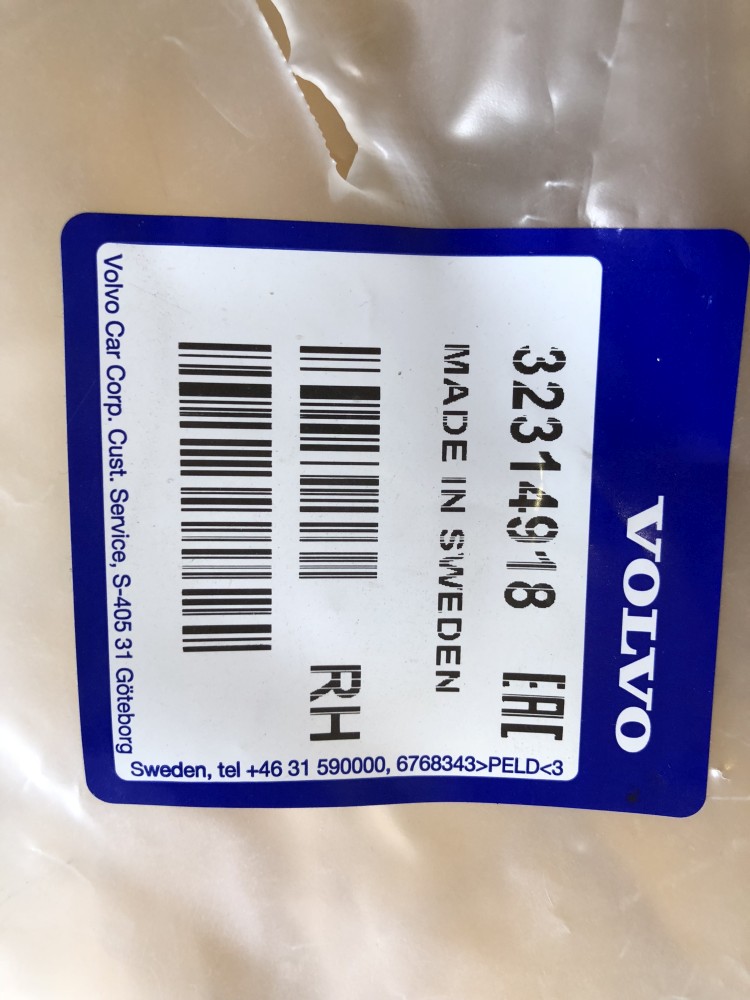 VOLVO
32314918 EAC
MADE IN SWEDEN
RH
Volvo Car Corp. Cust. Service, S-405 31 Göteborg
Sweden, tel +46 31 590000, 6768343>PELD<3